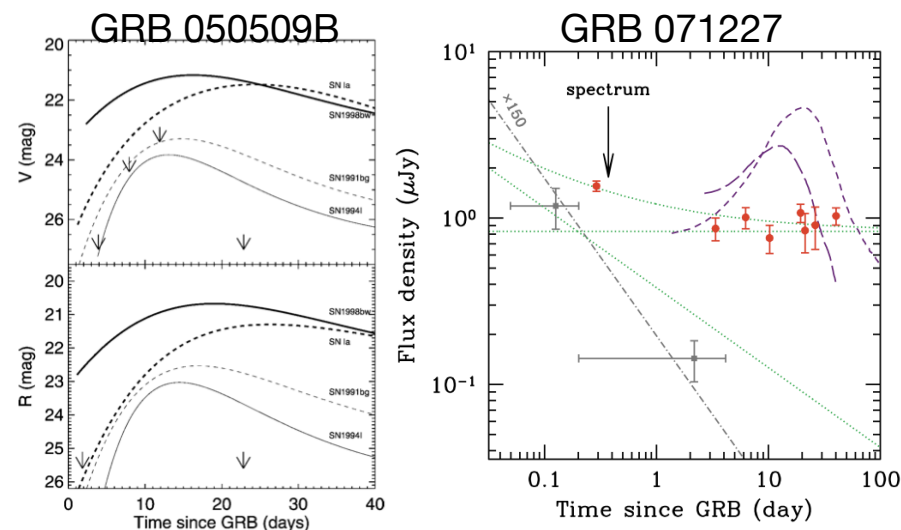 GRB 050509B
20
22
24
26
V (mag)
SN Ia
SN1998bw
SN1991bg
SN1994I
20
21
22
23
24
25
26
R (mag)
SN1998bw
SN Ia
SN1991bg
SN1994I
0
10
20
30
40
Time since GRB (days)
GRB 071227
10¹
10⁰
10⁻¹
Flux density (μJy)
×150
spectrum
0.1
1
10
100
Time since GRB (day)